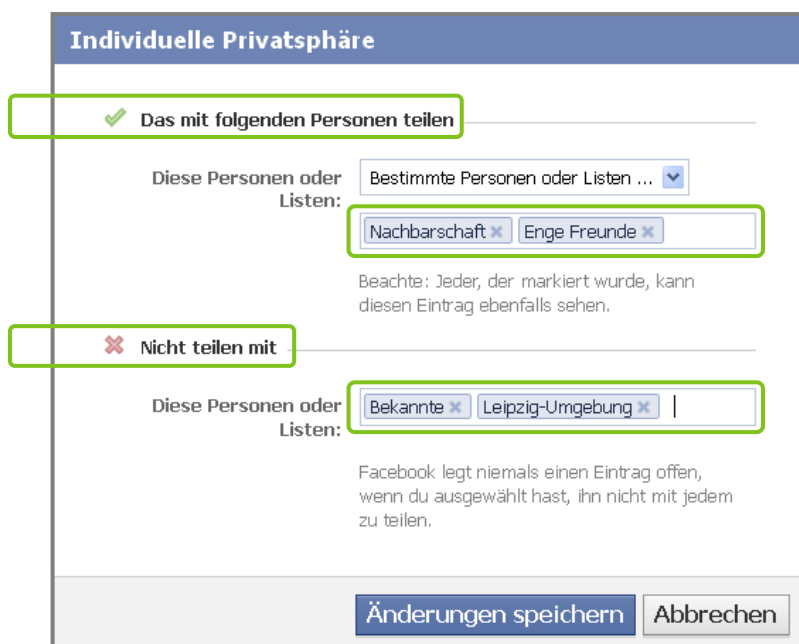 Individuelle Privatsphäre
Das mit folgenden Personen teilen
Diese Personen oder Listen:
Bestimmte Personen oder Listen ...
Nachbarschaft Enge Freunde
Beachte: Jeder, der markiert wurde, kann
diesen Eintrag ebenfalls sehen.
Nicht teilen mit
Diese Personen oder Listen:
Bekannte Leipzig-Umgebung
Facebook legt niemals einen Eintrag offen,
wenn du ausgewählt hast, ihn nicht mit jedem
zu teilen.
Änderungen speichern Abbrechen